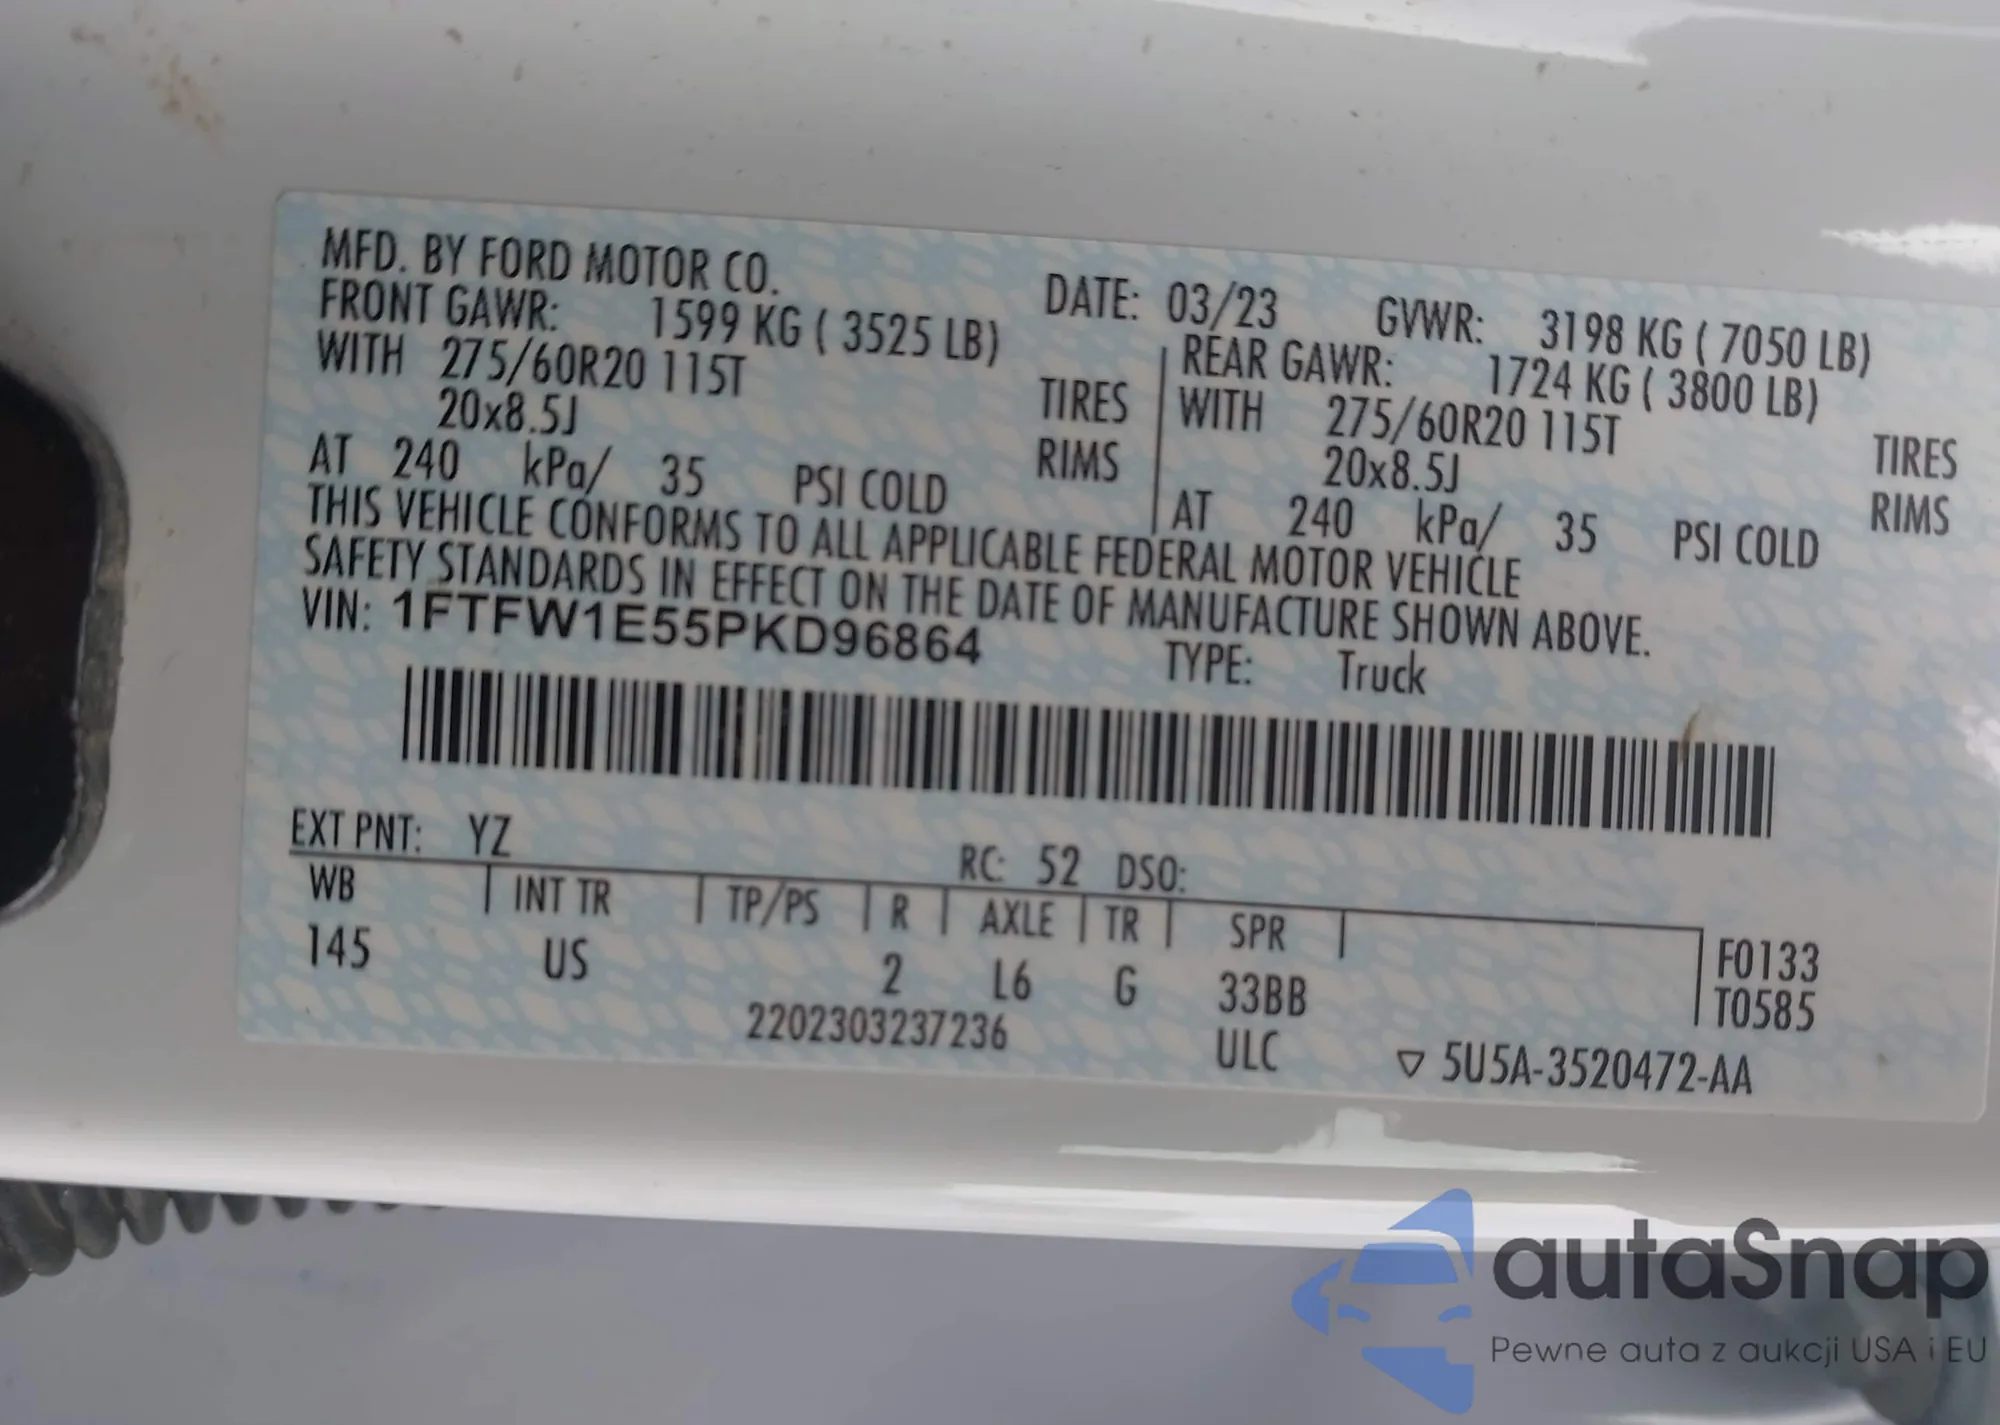 MFD. BY FORD MOTOR CO.
DATE: 03/23 GVWR: 3198 KG ( 7050 LB)
FRONT GAWR: 1599 KG ( 3525 LB)
WITH 275/60R20 115T TIRES
20x8.5J RIMS
AT 240 kPa/ 35 PSI COLD
REAR GAWR: 1724 KG ( 3800 LB)
WITH 275/60R20 115T TIRES
20x8.5J RIMS
AT 240 kPa/ 35 PSI COLD
THIS VEHICLE CONFORMS TO ALL APPLICABLE FEDERAL MOTOR VEHICLE
SAFETY STANDARDS IN EFFECT ON THE DATE OF MANUFACTURE SHOWN ABOVE.
VIN: 1FTFW1E55PKD96864 TYPE: Truck
EXT PNT: YZ RC: 52 DSO:
WB INT TR TP/PS R AXLE TR SPR
145 US 2 L6 G 33BB
F0133
T0585
2202303237236 ULC ▽ 5U5A-3520472-AA
autaSnap
Pewne auta z aukcji USA i EU